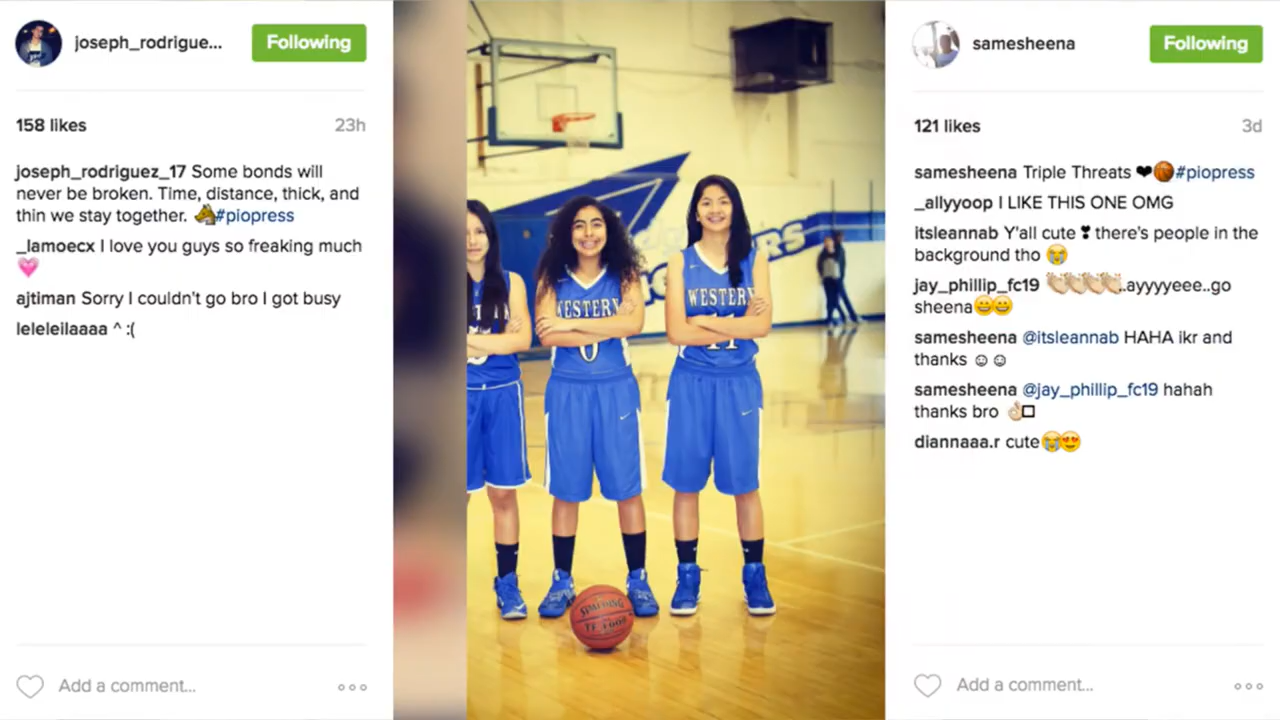 joseph_rodrigue...
Following
158 likes
23h
joseph_rodriguez_17 Some bonds will
never be broken. Time, distance, thick, and
thin we stay together. 🐴#piopress
_lamoecx I love you guys so freaking much
💗
ajtiman Sorry I couldn't go bro I got busy
leleleilaaaa ^ :(
Add a comment...
WESTERN
0
WESTERN
11
SPALDING
TF-1000
samesheena
Following
121 likes
3d
samesheena Triple Threats ❤🏀#piopress
_allyyoop I LIKE THIS ONE OMG
itsleannab Y'all cute ❣ there's people in the
background tho 😭
jay_phillip_fc19 👏🏼👏🏼👏🏼👏🏼.ayyyyeee..go
sheena😀😀
samesheena @itsleannab HAHA ikr and
thanks ☺☺
samesheena @jay_phillip_fc19 hahah
thanks bro 👌🏼
diannaaa.r cute😭😍
Add a comment...